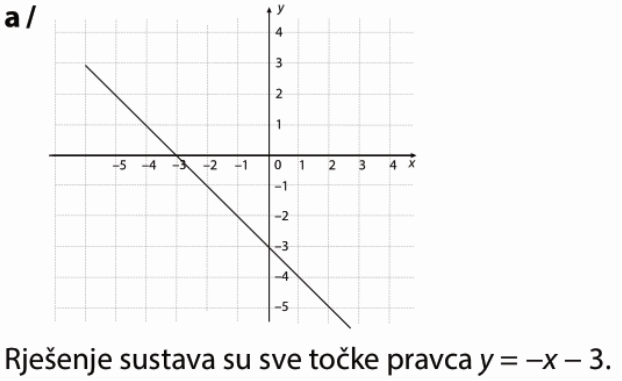 a /
y
4
3
2
1
–5 –4 –3 –2 –1 0 1 2 3 4 x
–1
–2
–3
–4
–5
Rješenje sustava su sve točke pravca y = –x – 3.